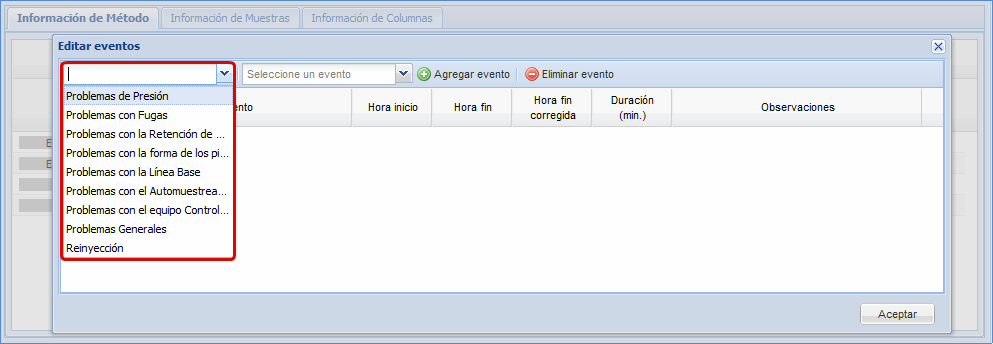 Información de Método
Información de Muestras
Información de Columnas
Editar eventos
Seleccione un evento
Agregar evento
Eliminar evento
Hora inicio
Hora fin
Hora fin corregida
Duración (min.)
Observaciones
Problemas de Presión
Problemas con Fugas
Problemas con la Retención de ...
Problemas con la forma de los pi...
Problemas con la Línea Base
Problemas con el Automuestrea...
Problemas con el equipo Control...
Problemas Generales
Reinyección
Aceptar